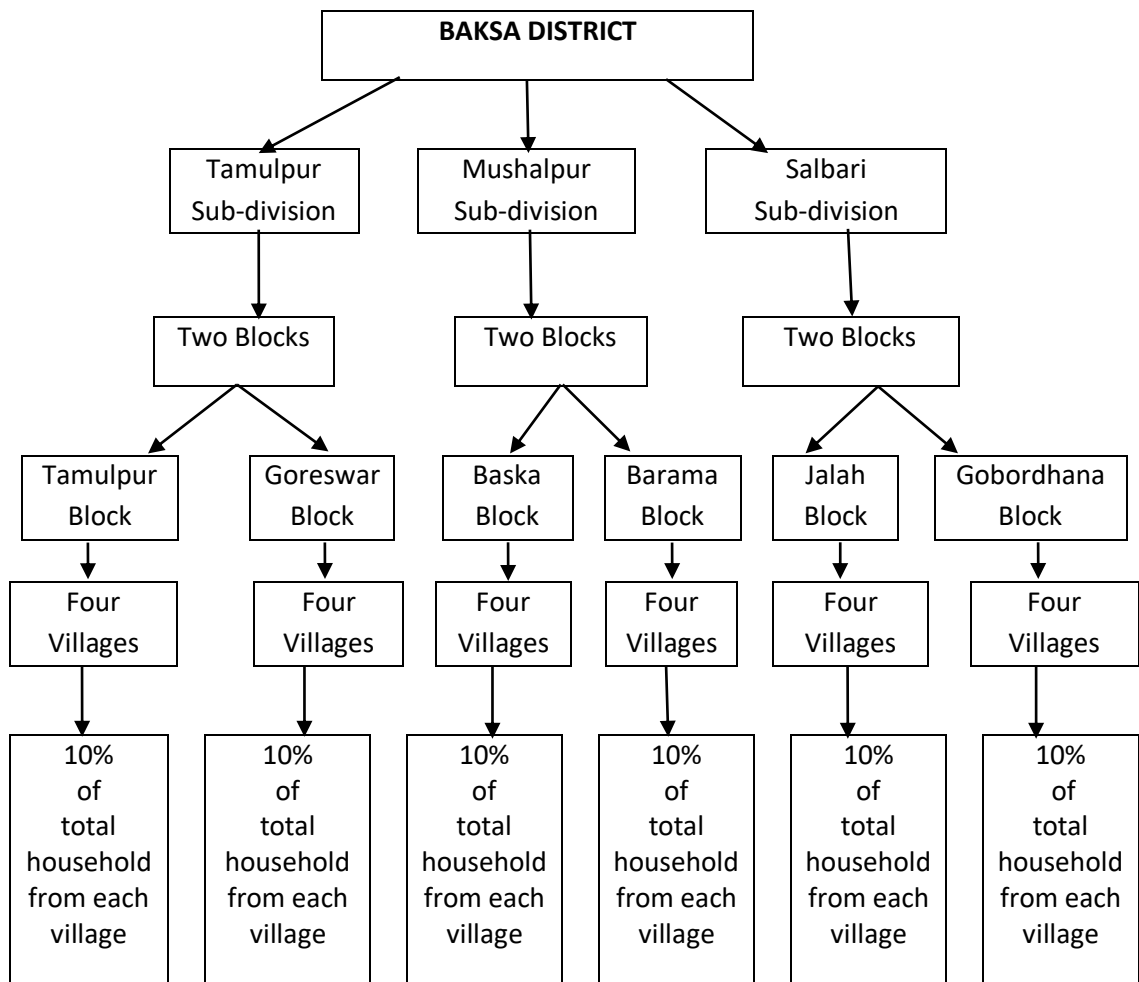 BAKSA DISTRICT
Tamulpur
Sub-division
Mushalpur
Sub-division
Salbari
Sub-division
Two Blocks
Two Blocks
Two Blocks
Tamulpur
Block
Goreswar
Block
Baska
Block
Barama
Block
Jalah
Block
Gobordhana
Block
Four
Villages
Four
Villages
Four
Villages
Four
Villages
Four
Villages
Four
Villages
10%
of
total
household
from each
village
10%
of
total
household
from each
village
10%
of
total
household
from each
village
10%
of
total
household
from each
village
10%
of
total
household
from each
village
10%
of
total
household
from each
village